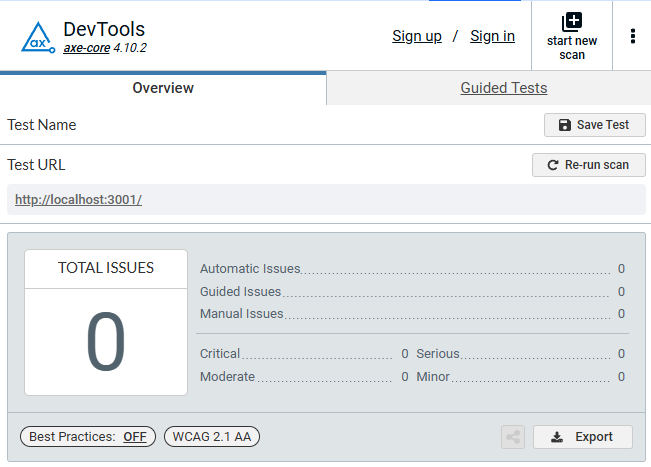 DevTools
ax
axe-core 4.10.2
Sign up / Sign in
start new
scan
Overview
Guided Tests
Test Name
Save Test
Test URL
Re-run scan
http://localhost:3001/
TOTAL ISSUES
0
Automatic Issues 0
Guided Issues 0
Manual Issues 0
Critical 0 Serious 0
Moderate 0 Minor 0
Best Practices: OFF
WCAG 2.1 AA
Export